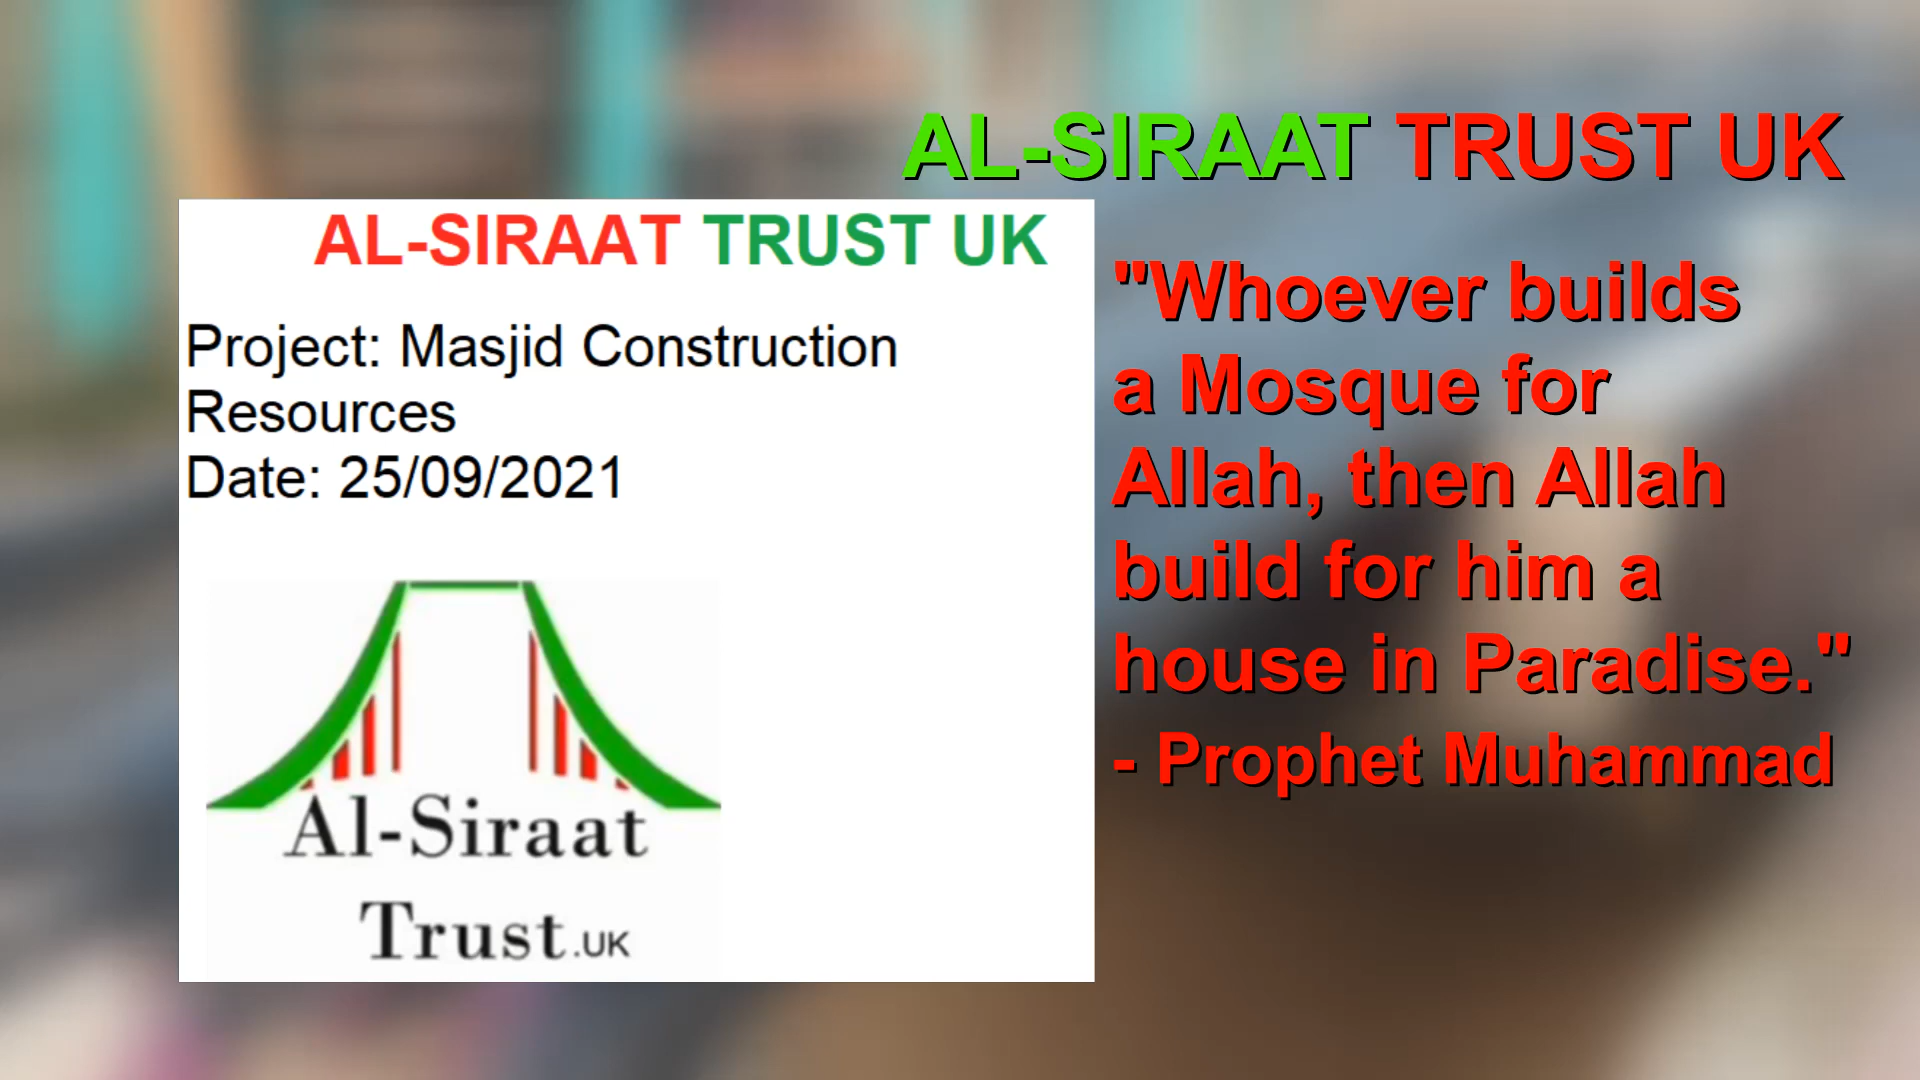 AL-SIRAAT TRUST UK
AL-SIRAAT TRUST UK
Project: Masjid Construction
Resources
Date: 25/09/2021
Al-Siraat
Trust.UK
"Whoever builds
a Mosque for
Allah, then Allah
build for him a
house in Paradise."
- Prophet Muhammad